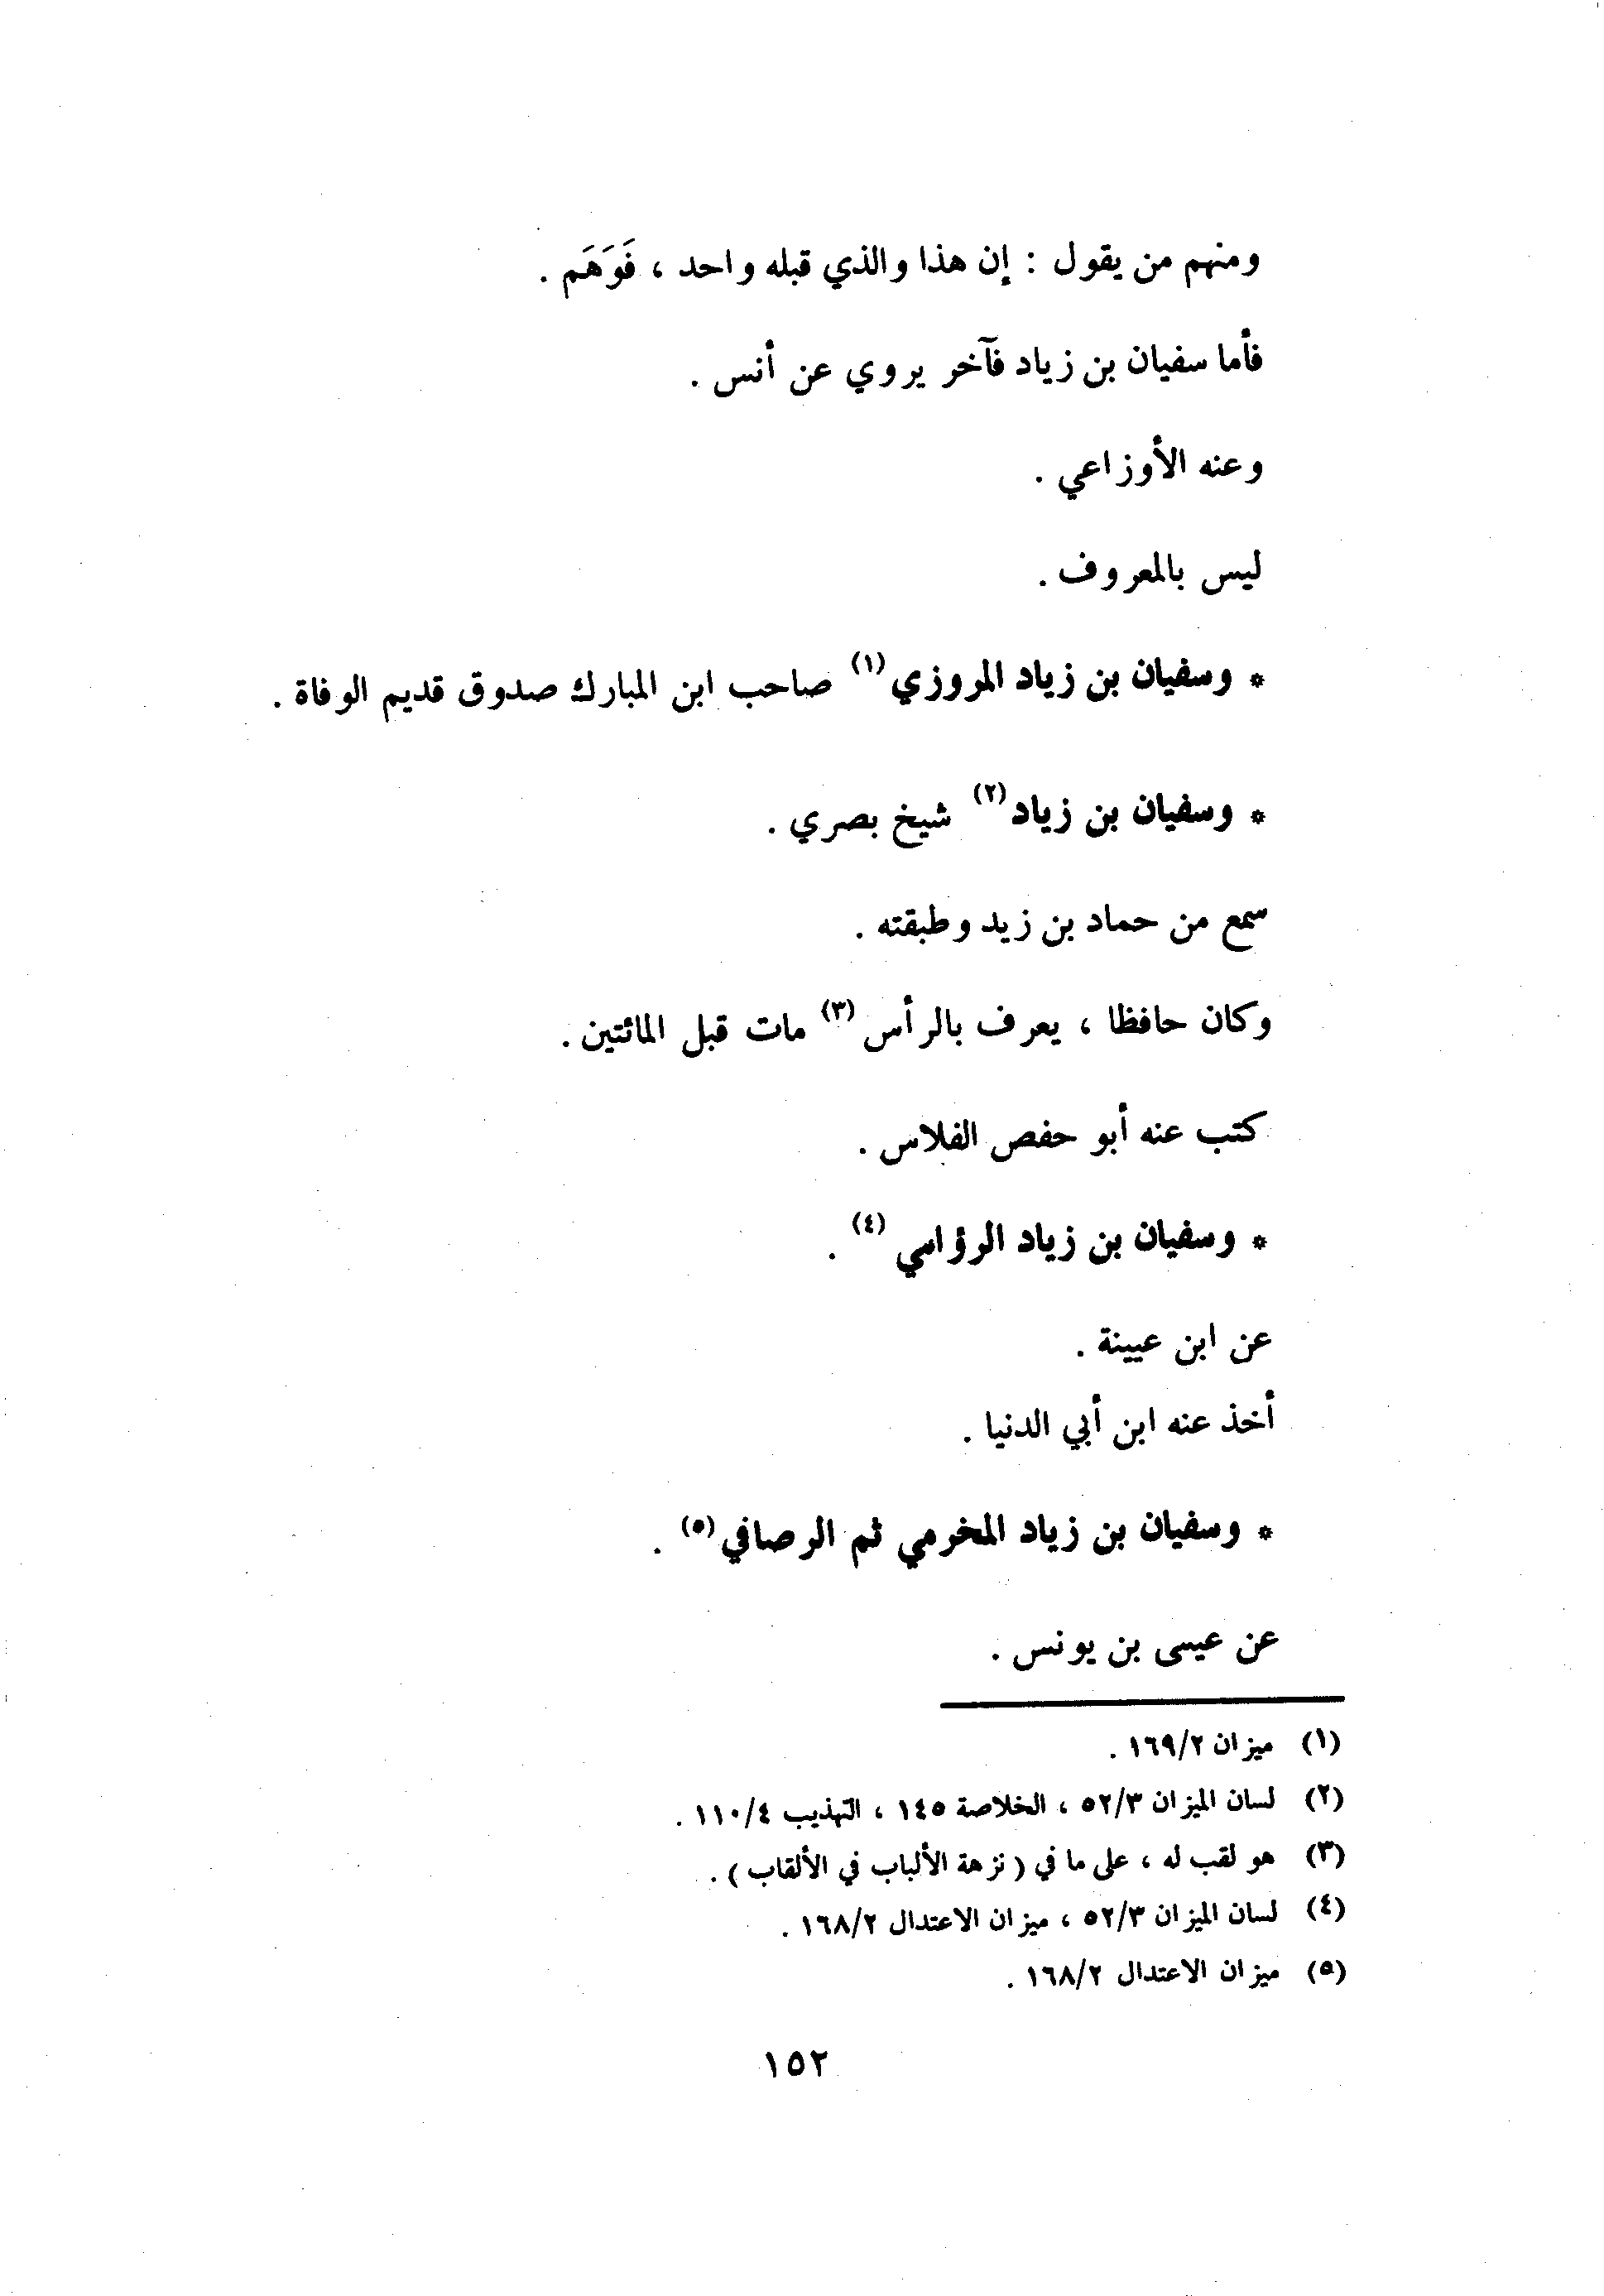 ومنهم من يقول : إن هذا والذي قبله واحد ، فَوَهَم .
فأما سفيان بن زياد فآخر يروي عن أنس .
وعنه الأوزاعي .
ليس بالمعروف .
* وسفيان بن زياد المروزي (١) صاحب ابن المبارك صدوق قديم الوفاة .
* وسفيان بن زياد (٢) شيخ بصري .
سمع من حماد بن زيد وطبقته .
وكان حافظا ، يعرف بالرأس (٣) مات قبل المائتين .
كتب عنه أبو حفص الفلاس .
* وسفيان بن زياد الرؤاسي (٤) .
عن ابن عيينة .
أخذ عنه ابن أبي الدنيا .
* وسفيان بن زياد المخرمي ثم الرصافي (٥) .
عن عيسى بن يونس .
(١) ميزان ١٦٩/٢ .
(٢) لسان الميزان ٥٢/٣ ، الخلاصة ١٤٥ ، التهذيب ١١٠/٤ .
(٣) هو لقب له ، على ما في ( نزهة الألباب في الألقاب ) .
(٤) لسان الميزان ٥٢/٣ ، ميزان الاعتدال ١٦٨/٢ .
(٥) ميزان الاعتدال ١٦٨/٢ .
١٥٢